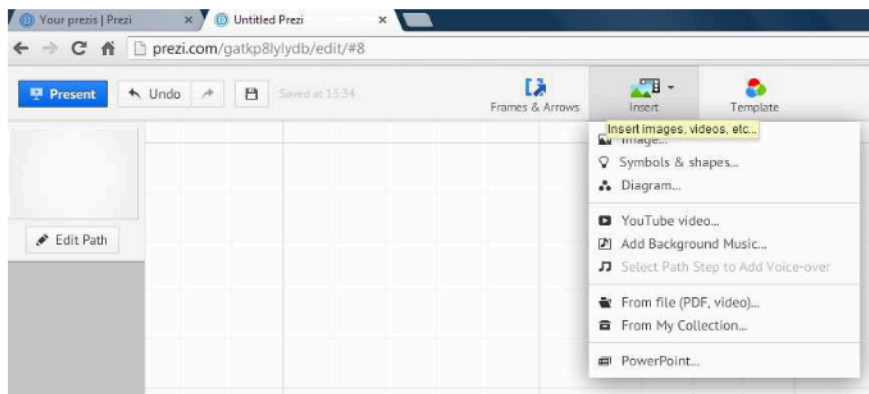 Your prezis | Prezi
Untitled Prezi
prezi.com/gatkp8lylydb/edit/#8
Present
Undo
Saved at 15:34
Frames & Arrows
Insert
Template
Insert images, videos, etc...
Image...
Symbols & shapes...
Diagram...
Edit Path
YouTube video...
Add Background Music...
Select Path Step to Add Voice-over
From file (PDF, video)...
From My Collection...
PowerPoint...